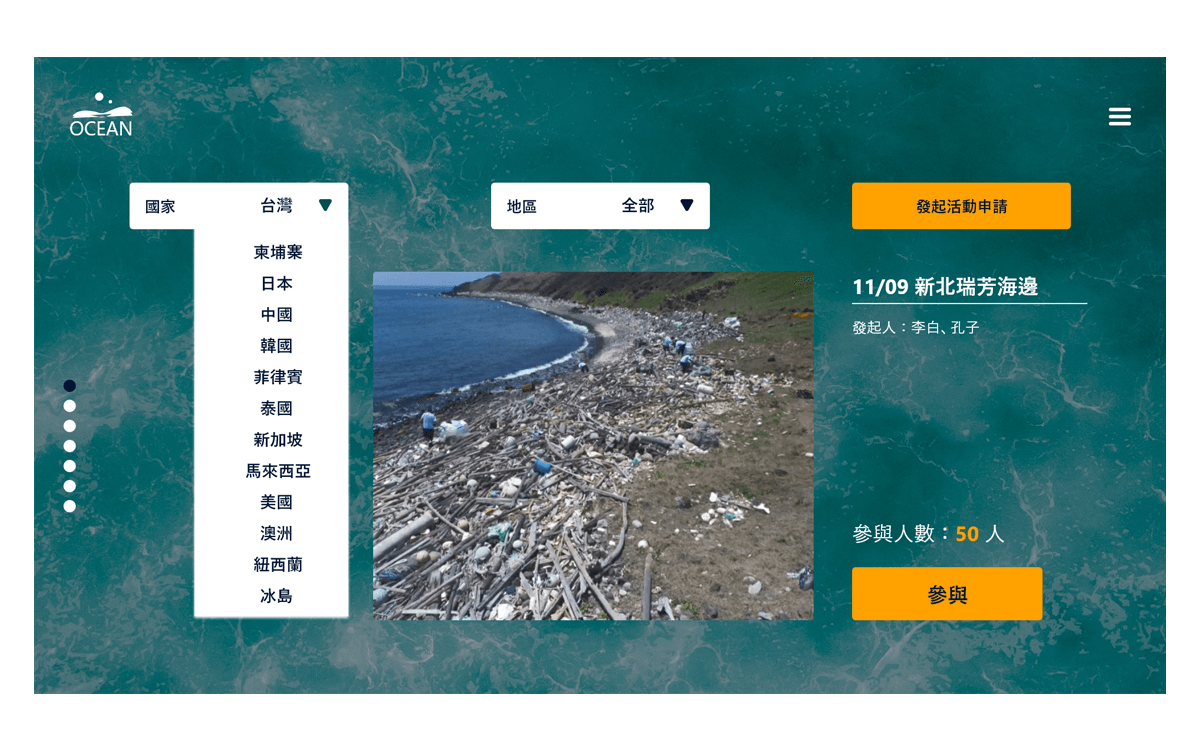 OCEAN
國家 台灣
地區 全部
發起活動申請
柬埔寨
日本
中國
韓國
菲律賓
泰國
新加坡
馬來西亞
美國
澳洲
紐西蘭
冰島
11/09 新北瑞芳海邊
發起人：李白、孔子
參與人數：50 人
參與